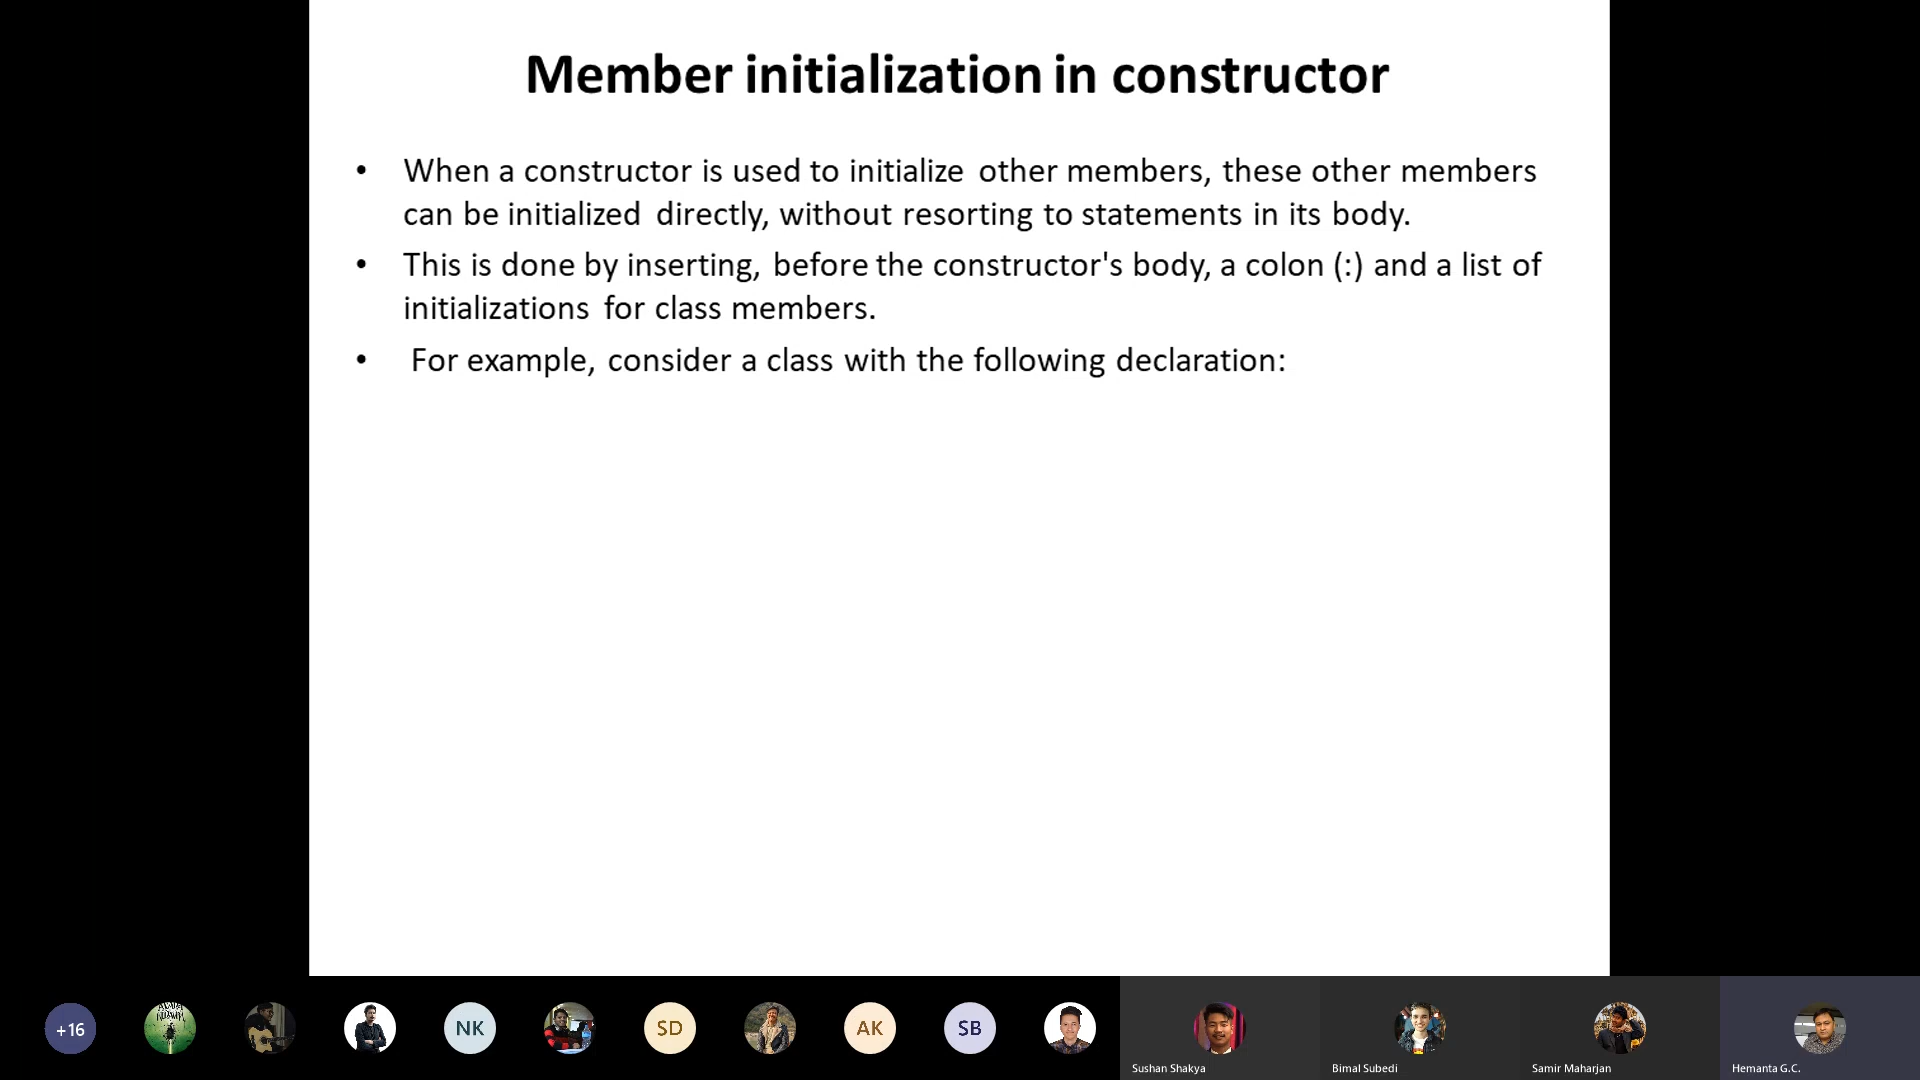 Member initialization in constructor
• When a constructor is used to initialize other members, these other members
can be initialized directly, without resorting to statements in its body.
• This is done by inserting, before the constructor's body, a colon (:) and a list of
initializations for class members.
• For example, consider a class with the following declaration:
+16
NK
SD
AK
SB
Sushan Shakya
Bimal Subedi
Samir Maharjan
Hemanta G.C.